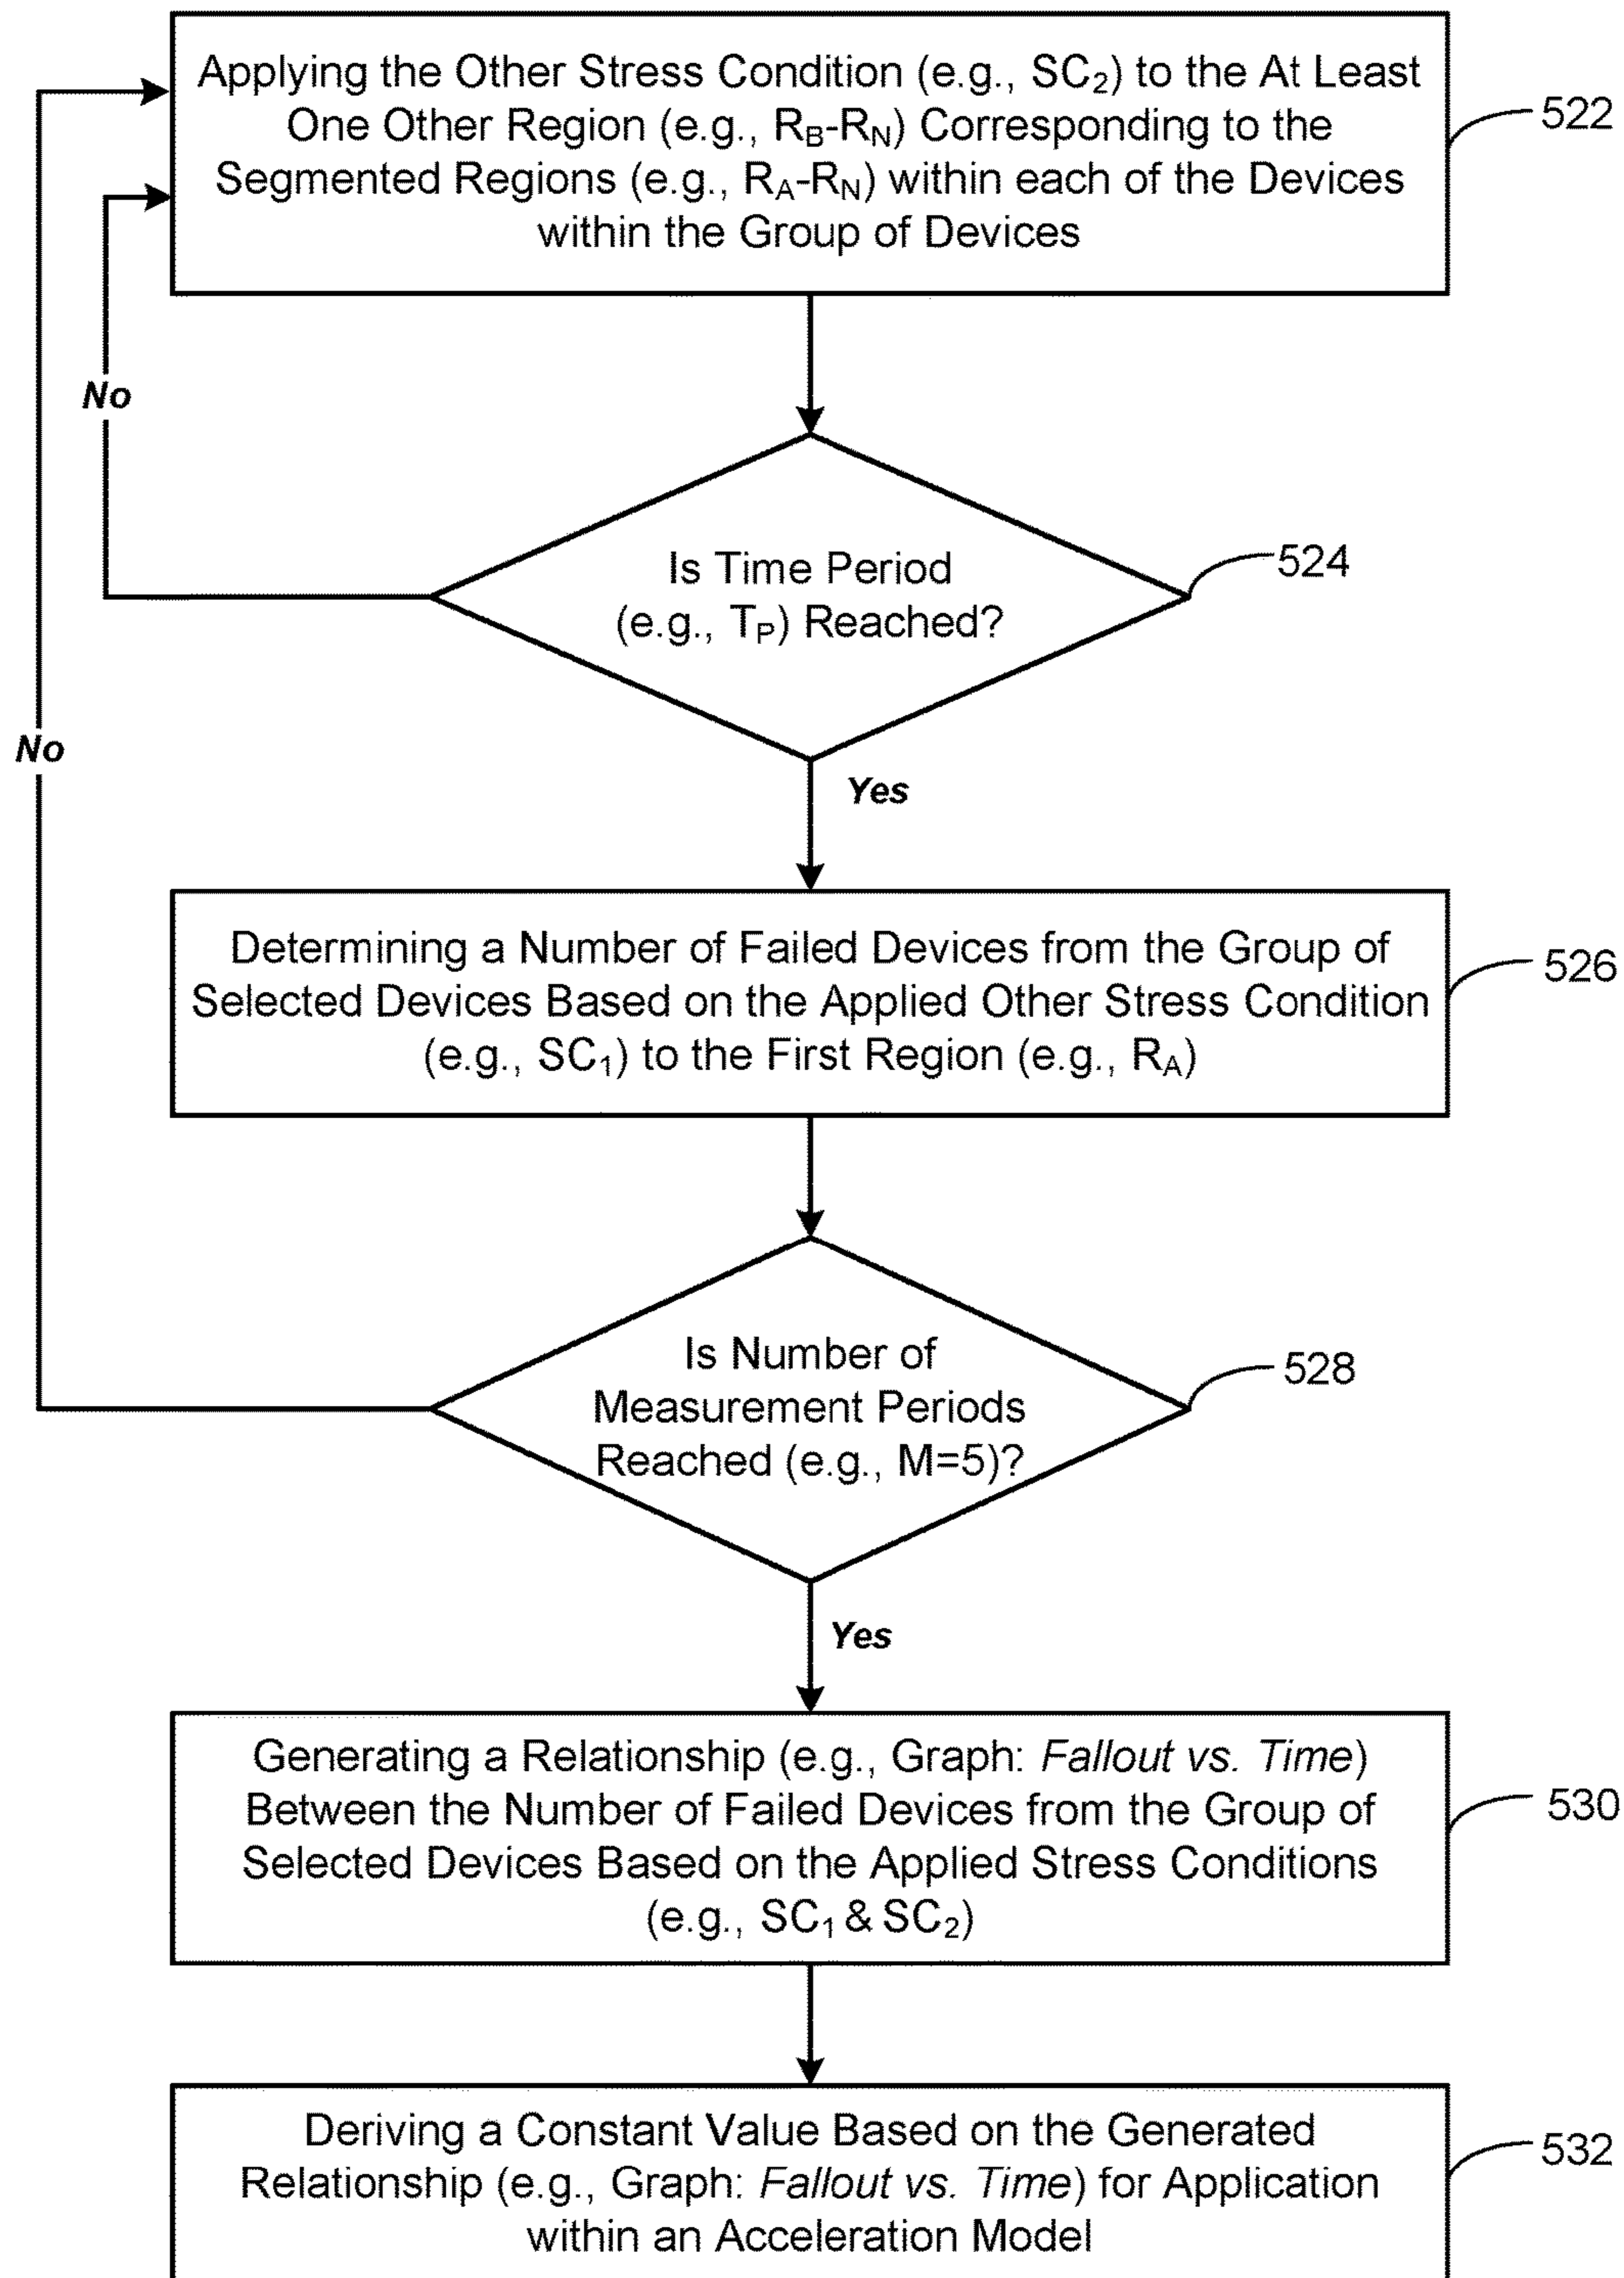 Applying the Other Stress Condition (e.g., SC₂) to the At Least
One Other Region (e.g., R_B-R_N) Corresponding to the
Segmented Regions (e.g., R_A-R_N) within each of the Devices
within the Group of Devices
522
No
Is Time Period
(e.g., T_P) Reached?
524
No
Yes
Determining a Number of Failed Devices from the Group of
Selected Devices Based on the Applied Other Stress Condition
(e.g., SC₁) to the First Region (e.g., R_A)
526
Is Number of
Measurement Periods
Reached (e.g., M=5)?
528
Yes
Generating a Relationship (e.g., Graph: Fallout vs. Time)
Between the Number of Failed Devices from the Group of
Selected Devices Based on the Applied Stress Conditions
(e.g., SC₁ & SC₂)
530
Deriving a Constant Value Based on the Generated
Relationship (e.g., Graph: Fallout vs. Time) for Application
within an Acceleration Model
532